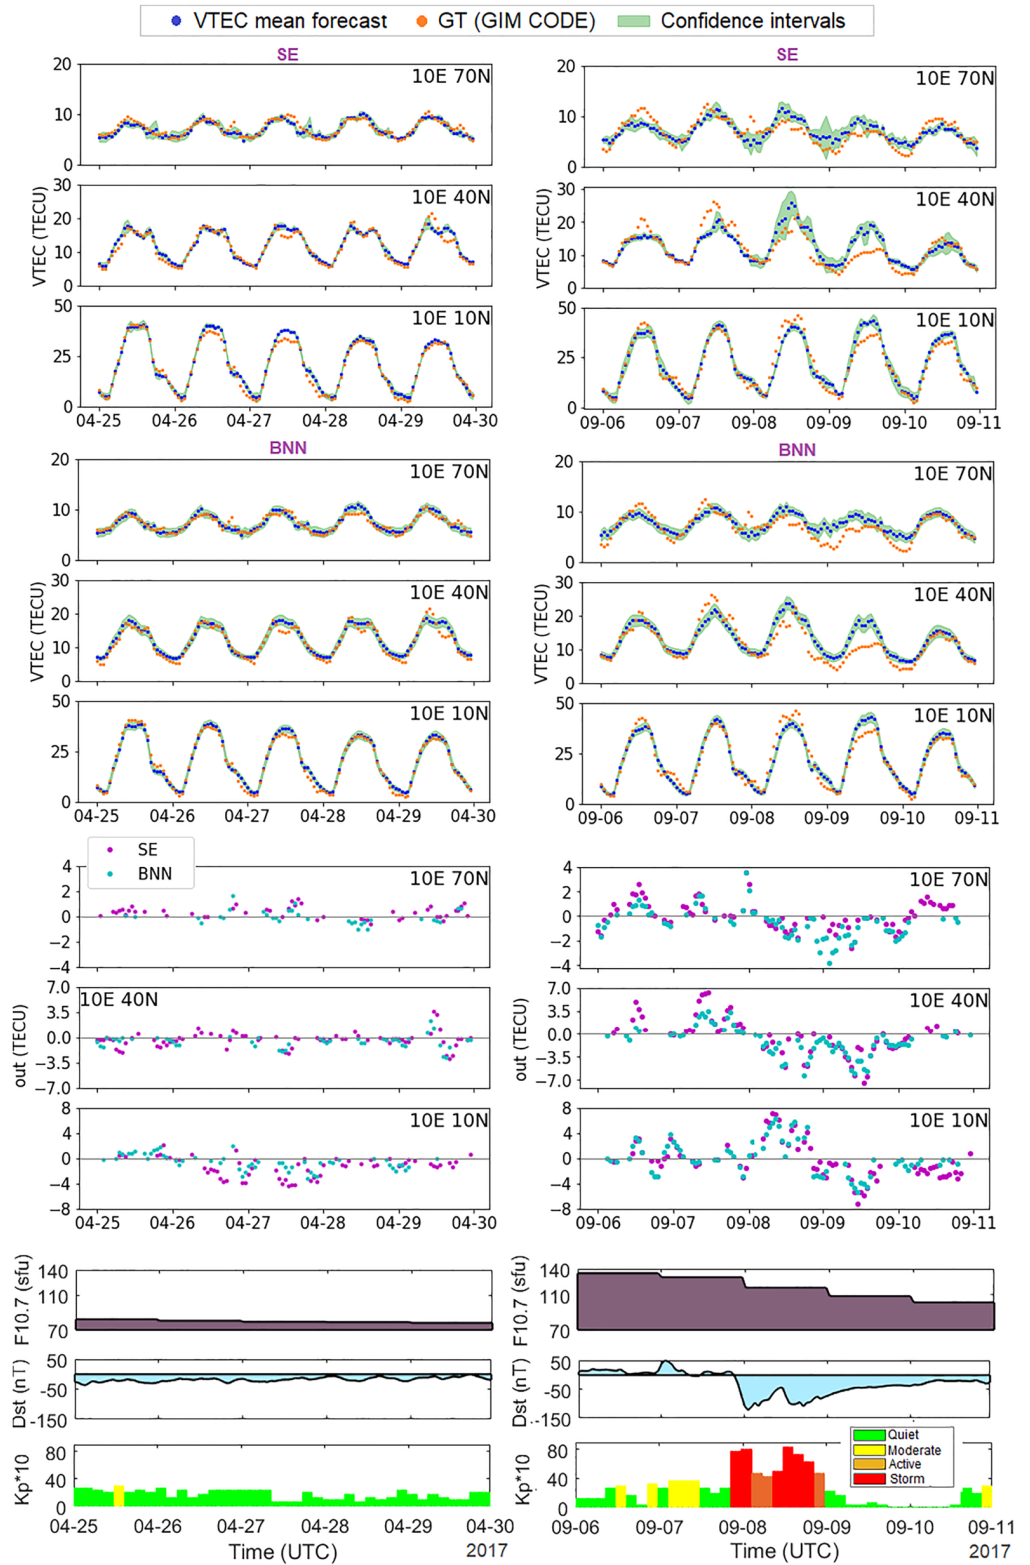 VTEC mean forecast GT (GIM CODE) Confidence intervals
SE SE
20 10E 70N 20 10E 70N
10 10
0 0
30 10E 40N 30 10E 40N
20 20
10 10
0 0
VTEC (TECU) VTEC (TECU)
50 10E 10N 50 10E 10N
25 25
0 0
04-25 04-26 04-27 04-28 04-29 04-30 09-06 09-07 09-08 09-09 09-10 09-11
BNN BNN
20 10E 70N 20 10E 70N
10 10
0 0
30 10E 40N 30 10E 40N
20 20
10 10
0 0
VTEC (TECU) VTEC (TECU)
50 10E 10N 50 10E 10N
25 25
0 0
04-25 04-26 04-27 04-28 04-29 04-30 09-06 09-07 09-08 09-09 09-10 09-11
SE
BNN
4 10E 70N 4 10E 70N
2 2
0 0
−2 −2
−4 −4
7.0 10E 40N 7.0 10E 40N
3.5 3.5
0.0 0.0
−3.5 −3.5
−7.0 −7.0
out (TECU) out (TECU)
8 10E 10N 8 10E 10N
4 4
0 0
−4 −4
−8 −8
04-25 04-26 04-27 04-28 04-29 04-30 09-06 09-07 09-08 09-09 09-10 09-11
F10.7 (sfu) F10.7 (sfu)
140 140
110 110
70 70
Dst (nT) Dst (nT)
50 50
-50 -50
-150 -150
Kp*10 Kp*10
80 80
40 40
0 0
Quiet
Moderate
Active
Storm
04-25 04-26 04-27 04-28 04-29 04-30 09-06 09-07 09-08 09-09 09-10 09-11
Time (UTC) 2017 Time (UTC) 2017